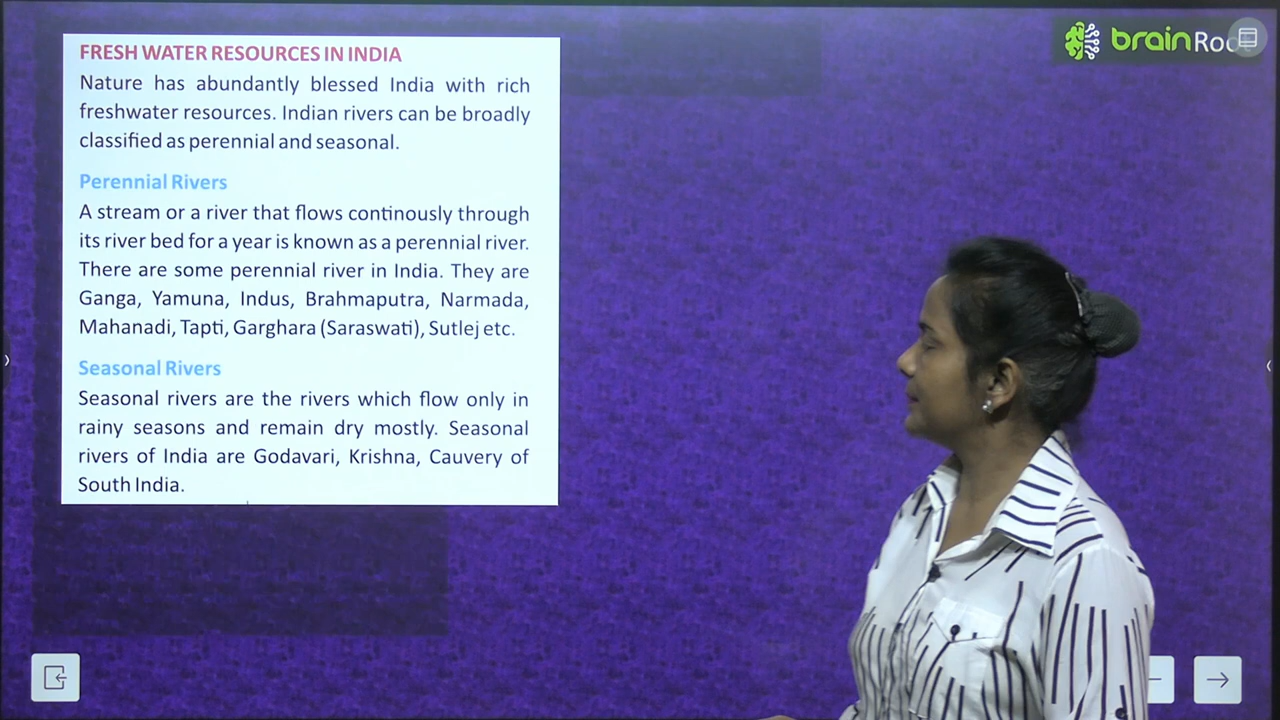 FRESH WATER RESOURCES IN INDIA
Nature has abundantly blessed India with rich
freshwater resources. Indian rivers can be broadly
classified as perennial and seasonal.
Perennial Rivers
A stream or a river that flows continously through
its river bed for a year is known as a perennial river.
There are some perennial river in India. They are
Ganga, Yamuna, Indus, Brahmaputra, Narmada,
Mahanadi, Tapti, Garghara (Saraswati), Sutlej etc.
Seasonal Rivers
Seasonal rivers are the rivers which flow only in
rainy seasons and remain dry mostly. Seasonal
rivers of India are Godavari, Krishna, Cauvery of
South India.
brain